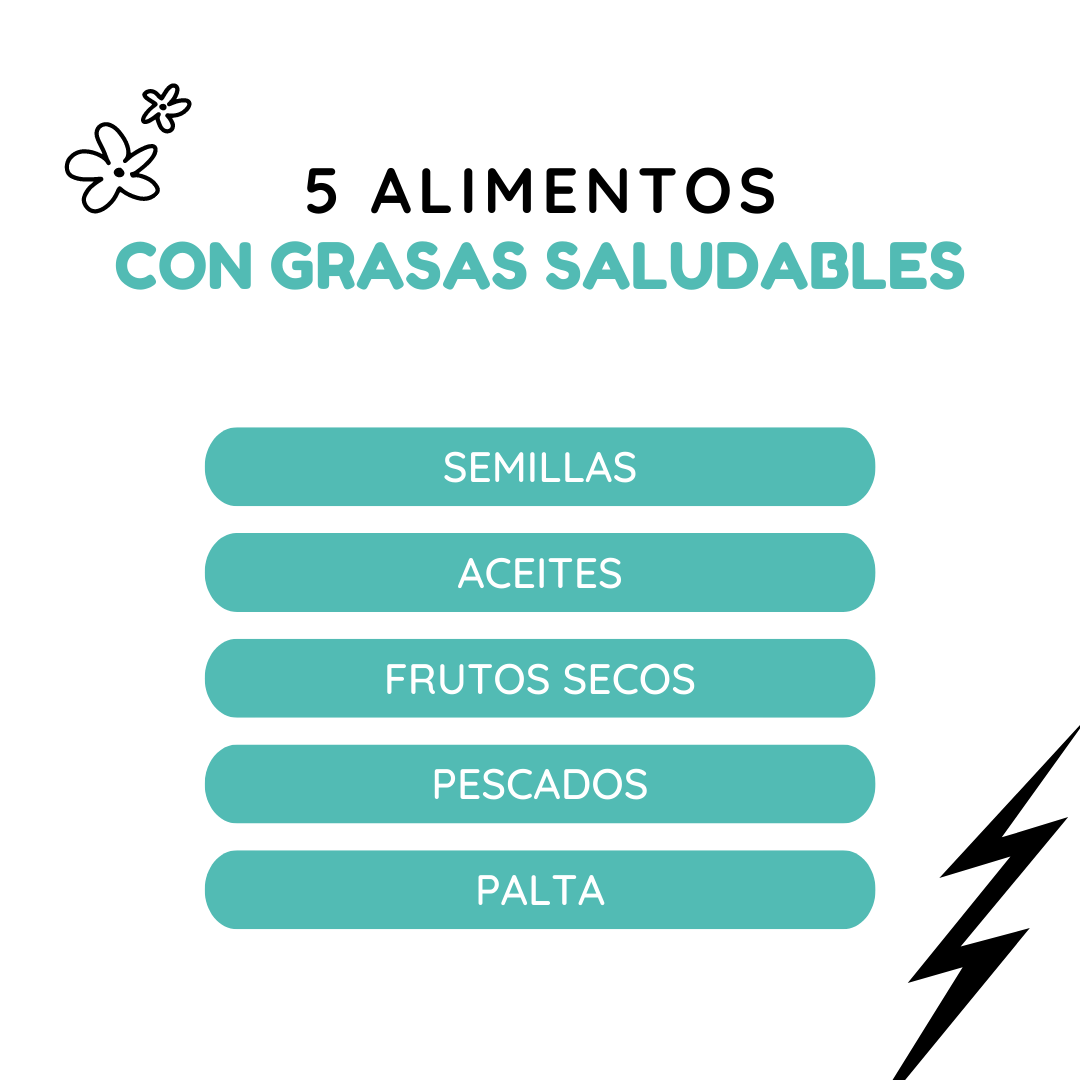 5 ALIMENTOS
CON GRASAS SALUDABLES
SEMILLAS
ACEITES
FRUTOS SECOS
PESCADOS
PALTA